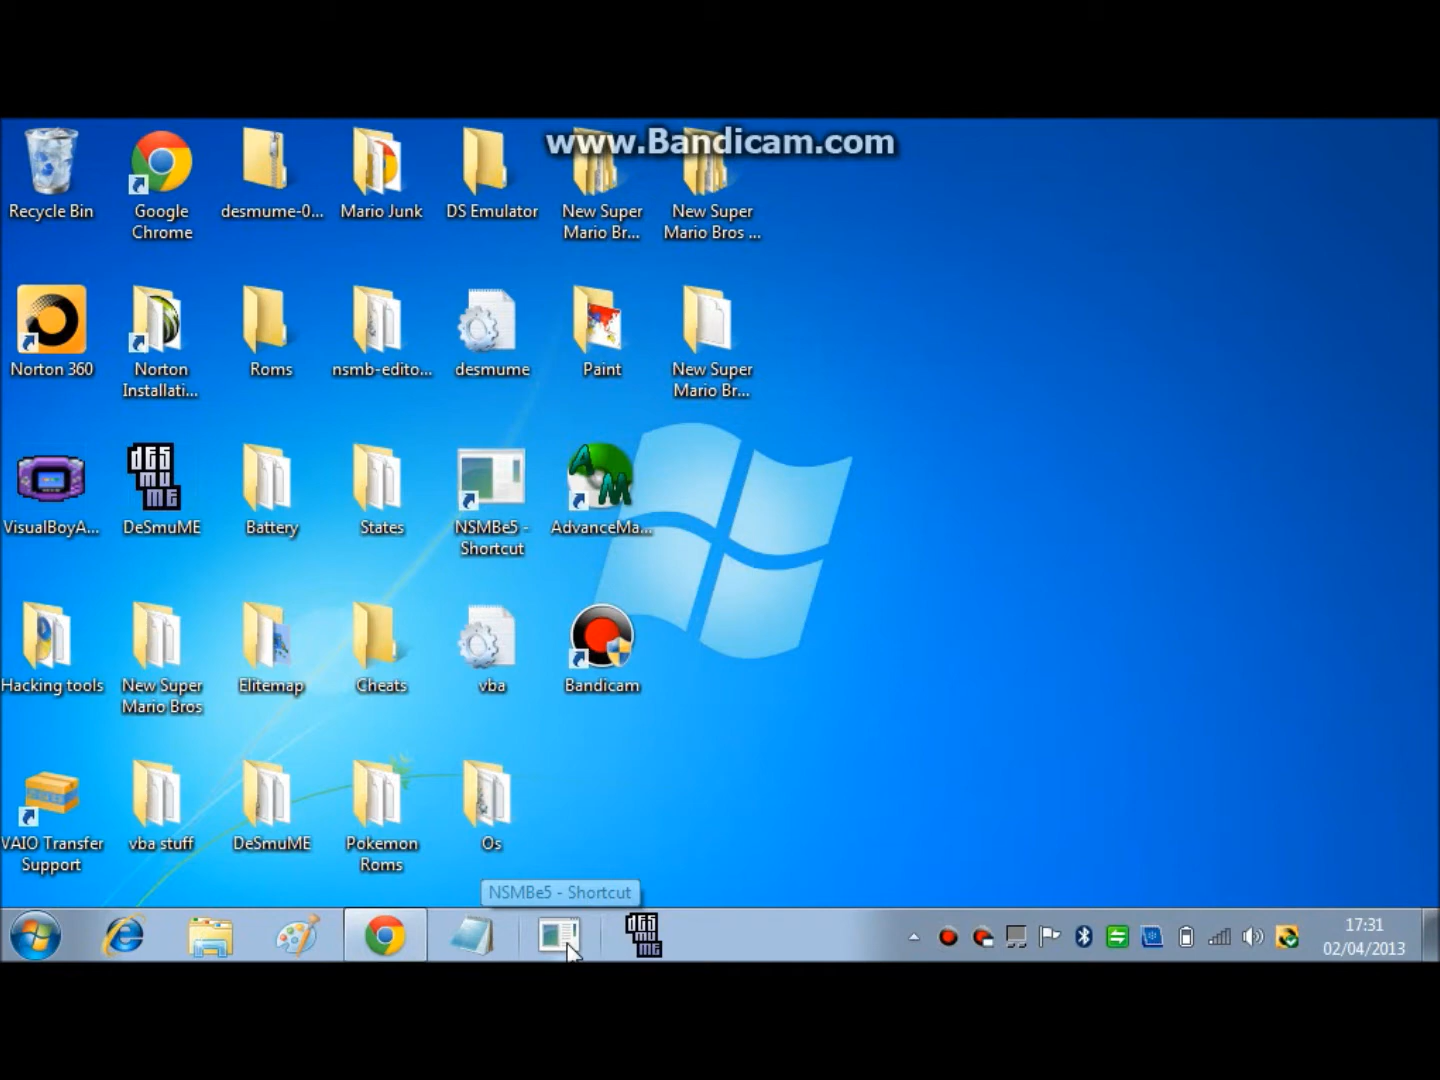 www.Bandicam.com
Recycle Bin
Google
Chrome
desmume-0...
Mario Junk
DS Emulator
New Super
Mario Br...
New Super
Mario Bros ...
Norton 360
Norton
Installati...
Roms
nsmb-edito...
desmume
Paint
New Super
Mario Br...
VisualBoyA...
DeSmuME
Battery
States
NSMBe5 -
Shortcut
AdvanceMa...
Hacking tools
New Super
Mario Bros
Elitemap
Cheats
vba
Bandicam
VAIO Transfer
Support
vba stuff
DeSmuME
Pokemon
Roms
Os
NSMBe5 - Shortcut
17:31
02/04/2013